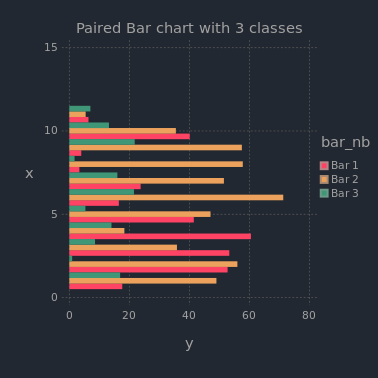 Paired Bar chart with 3 classes
15
10
5
0
x
0 20 40 60 80
y
bar_nb
Bar 1
Bar 2
Bar 3